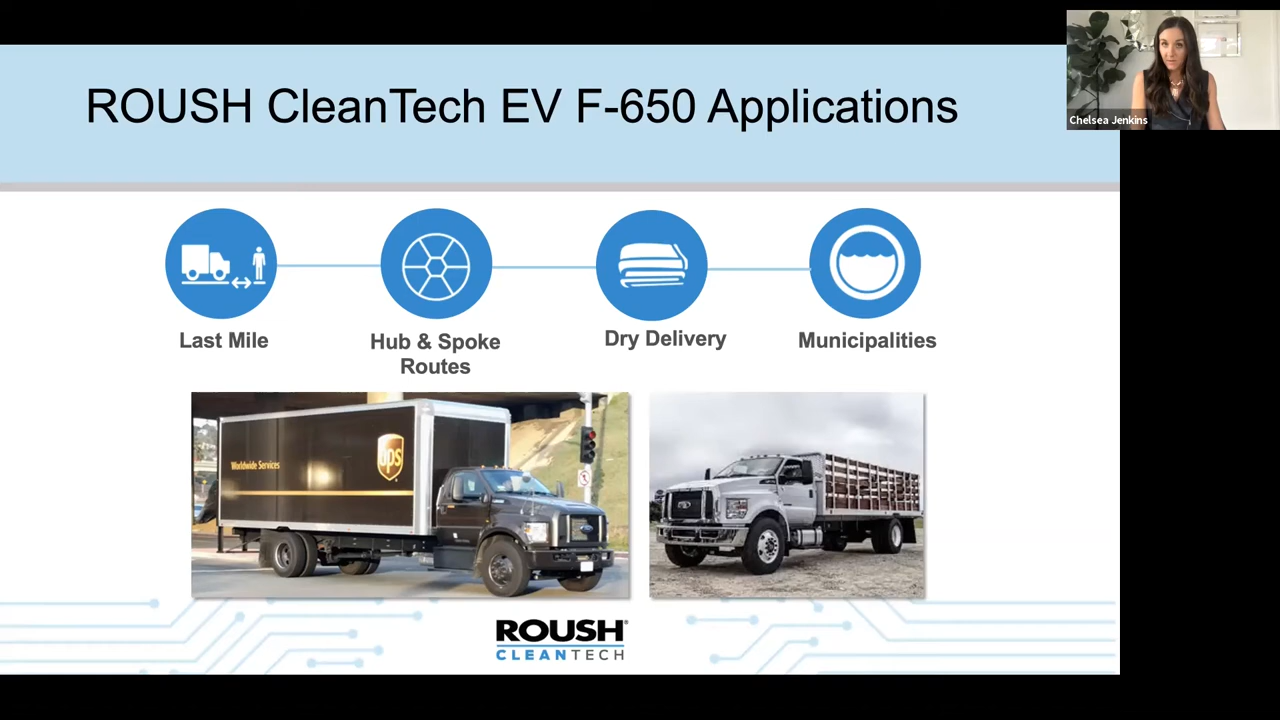 ROUSH CleanTech EV F-650 Applications
Chelsea Jenkins
Last Mile
Hub & Spoke
Routes
Dry Delivery
Municipalities
Worldwide Services
ups
ROUSH®
CLEANTECH